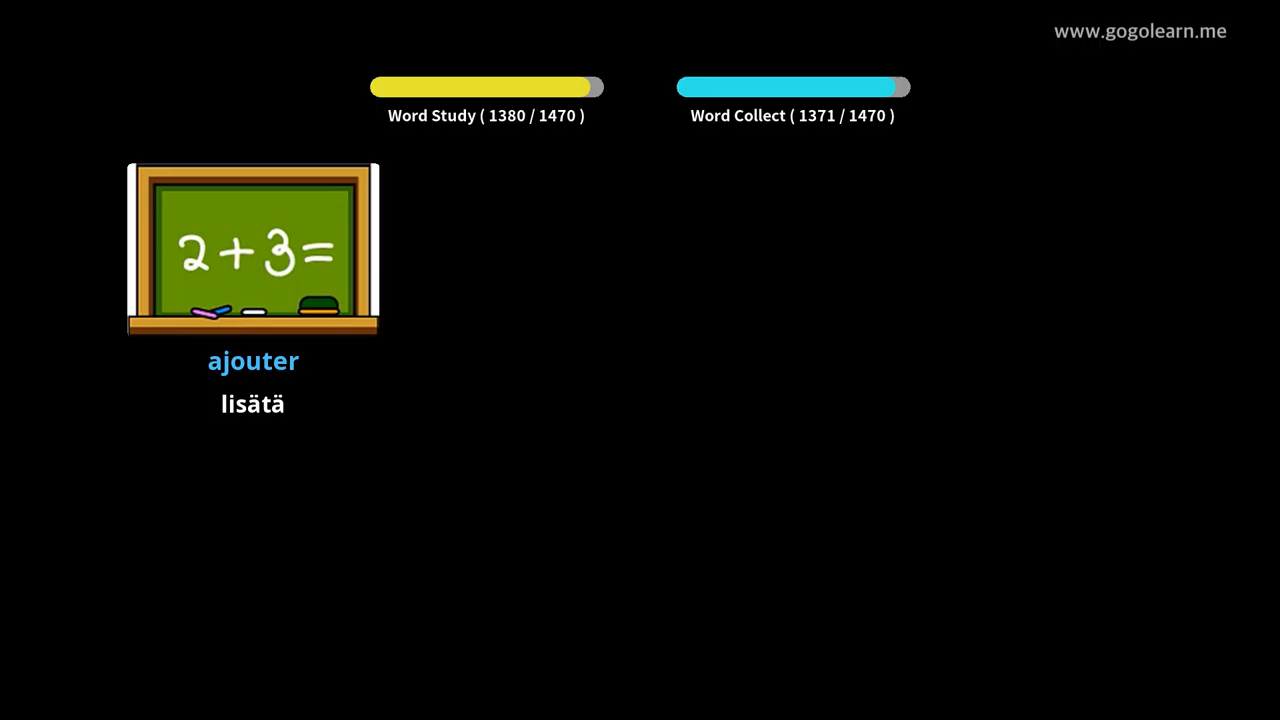 www.gogolearn.me
Word Study ( 1380 / 1470 )
Word Collect ( 1371 / 1470 )
2+3=
ajouter
lisätä